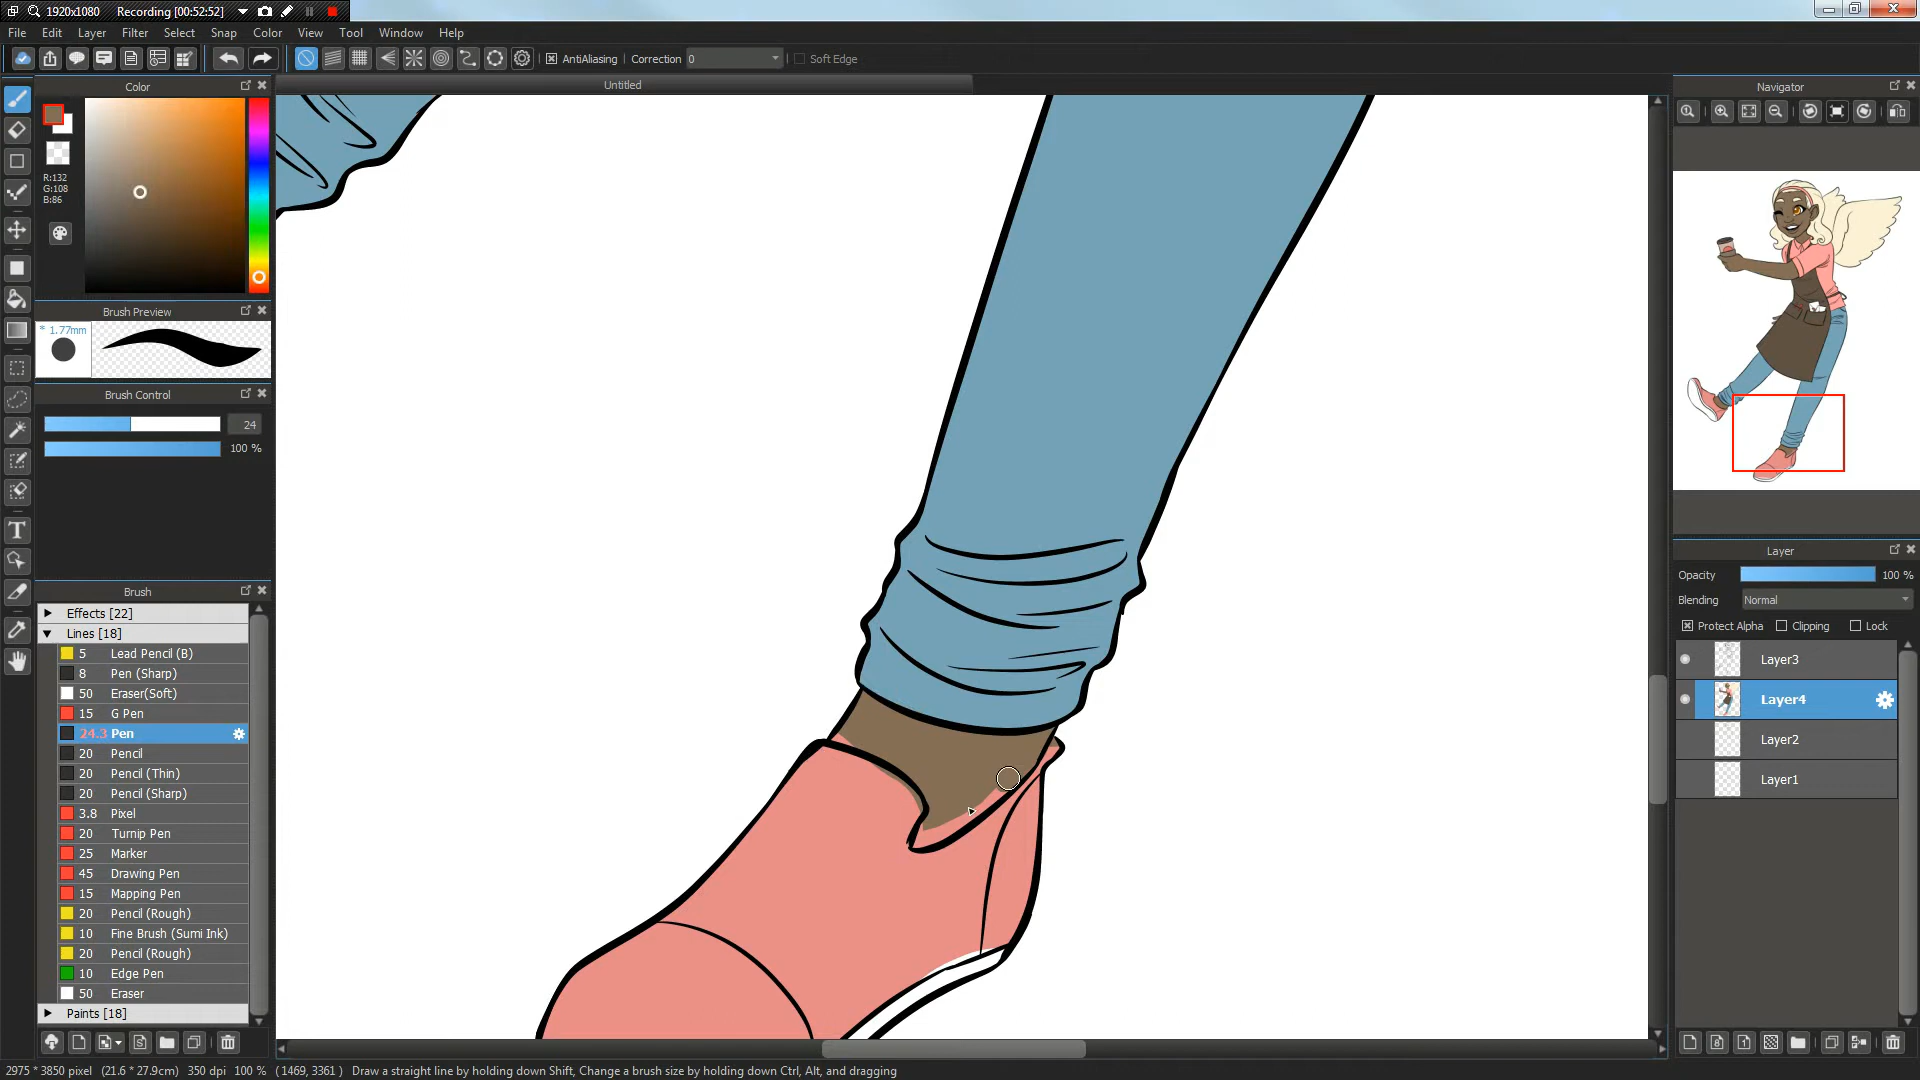 1920x1080 Recording [00:52:52]
File Edit Layer Filter Select Snap Color View Tool Window Help
AntiAliasing Correction 0 Soft Edge
Color
Untitled
Navigator
R:132
G:108
B:86
Brush Preview
* 1.77mm
Brush Control
24
100 %
Brush
Effects [22]
Lines [18]
5 Lead Pencil (B)
8 Pen (Sharp)
50 Eraser(Soft)
15 G Pen
24.3 Pen
20 Pencil
20 Pencil (Thin)
20 Pencil (Sharp)
3.8 Pixel
20 Turnip Pen
25 Marker
45 Drawing Pen
15 Mapping Pen
20 Pencil (Rough)
10 Fine Brush (Sumi Ink)
20 Pencil (Rough)
10 Edge Pen
50 Eraser
Paints [18]
Layer
Opacity 100 %
Blending Normal
Protect Alpha Clipping Lock
Layer3
Layer4
Layer2
Layer1
2975 * 3850 pixel (21.6 * 27.9cm) 350 dpi 100 % ( 1469, 3361 ) Draw a straight line by holding down Shift, Change a brush size by holding down Ctrl, Alt, and dragging